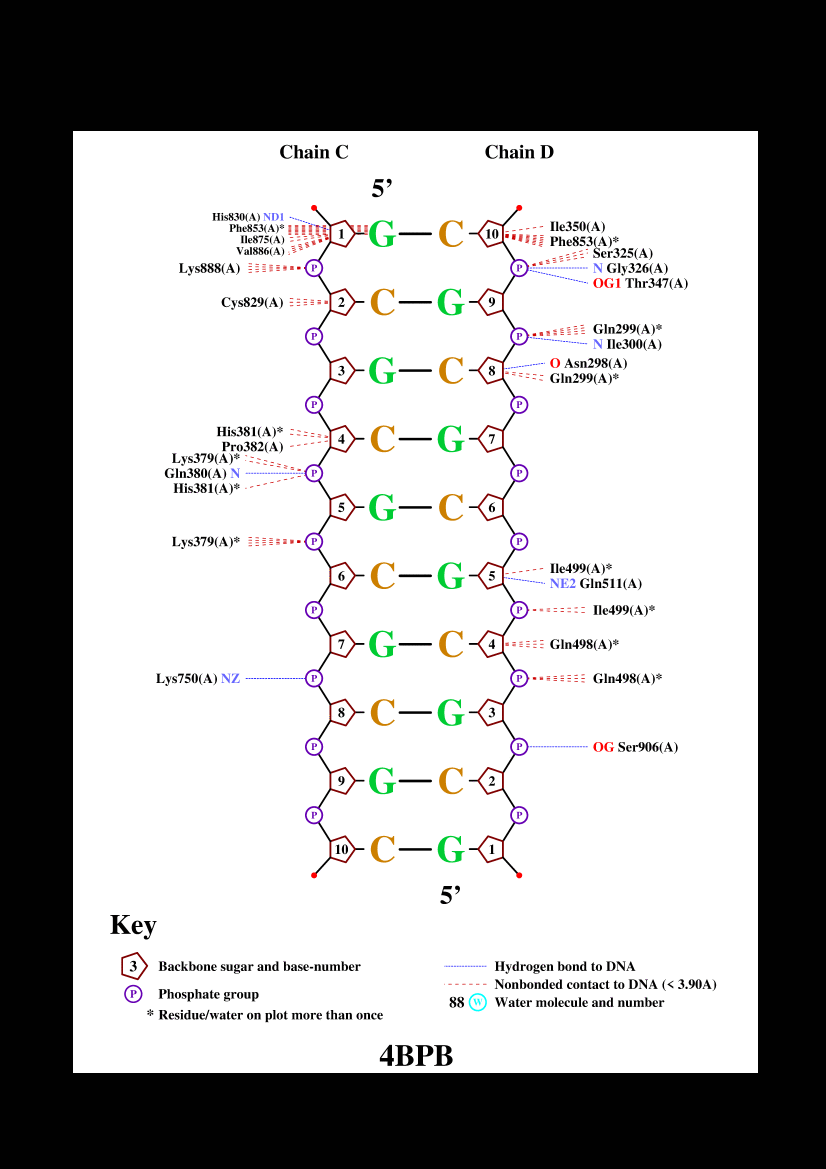 Chain C Chain D
5’
His830(A) ND1
Phe853(A)* 1 G C 10 Ile350(A)
Ile875(A) Phe853(A)*
Val886(A) Ser325(A)
Lys888(A) P P N Gly326(A)
OG1 Thr347(A)
Cys829(A) 2 C G 9
Gln299(A)*
P P N Ile300(A)
O Asn298(A)
3 G C 8 Gln299(A)*
P P
His381(A)* 4 C G 7
Pro382(A)
Lys379(A)*
Gln380(A) N P P
His381(A)*
5 G C 6
Lys379(A)* P P
Ile499(A)*
6 C G 5 NE2 Gln511(A)
P P Ile499(A)*
7 G C 4 Gln498(A)*
Lys750(A) NZ P P Gln498(A)*
8 C G 3
P P OG Ser906(A)
9 G C 2
P P
10 C G 1
5’
Key
3 Backbone sugar and base-number
P Phosphate group
* Residue/water on plot more than once
Hydrogen bond to DNA
Nonbonded contact to DNA (< 3.90A)
88 W Water molecule and number
4BPB